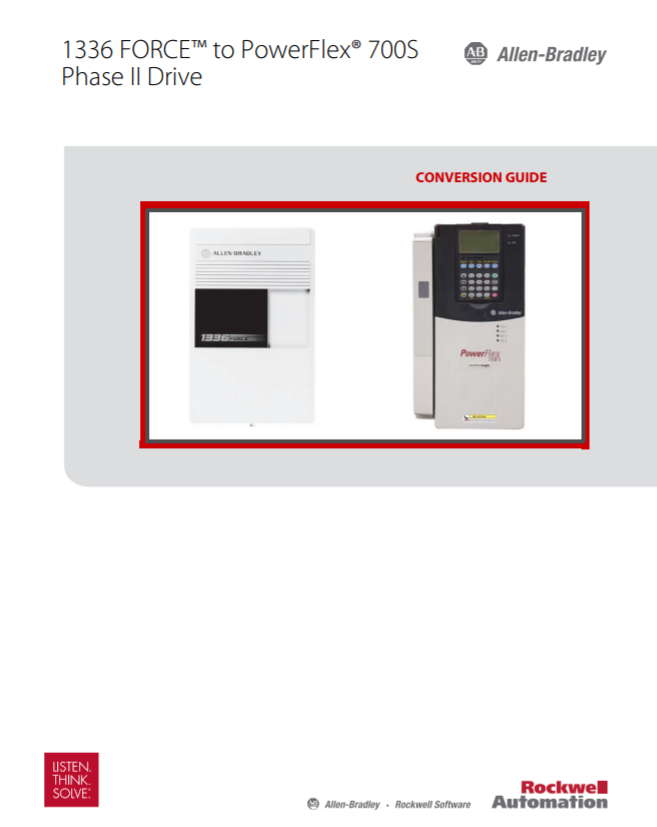 1336 FORCE™ to PowerFlex® 700S
Phase II Drive
AB
Allen-Bradley
CONVERSION GUIDE
ALLEN-BRADLEY
1336 FORCE
Allen-Bradley
PowerFlex
LISTEN.
THINK.
SOLVE.®
Allen-Bradley • Rockwell Software
Rockwell
Automation